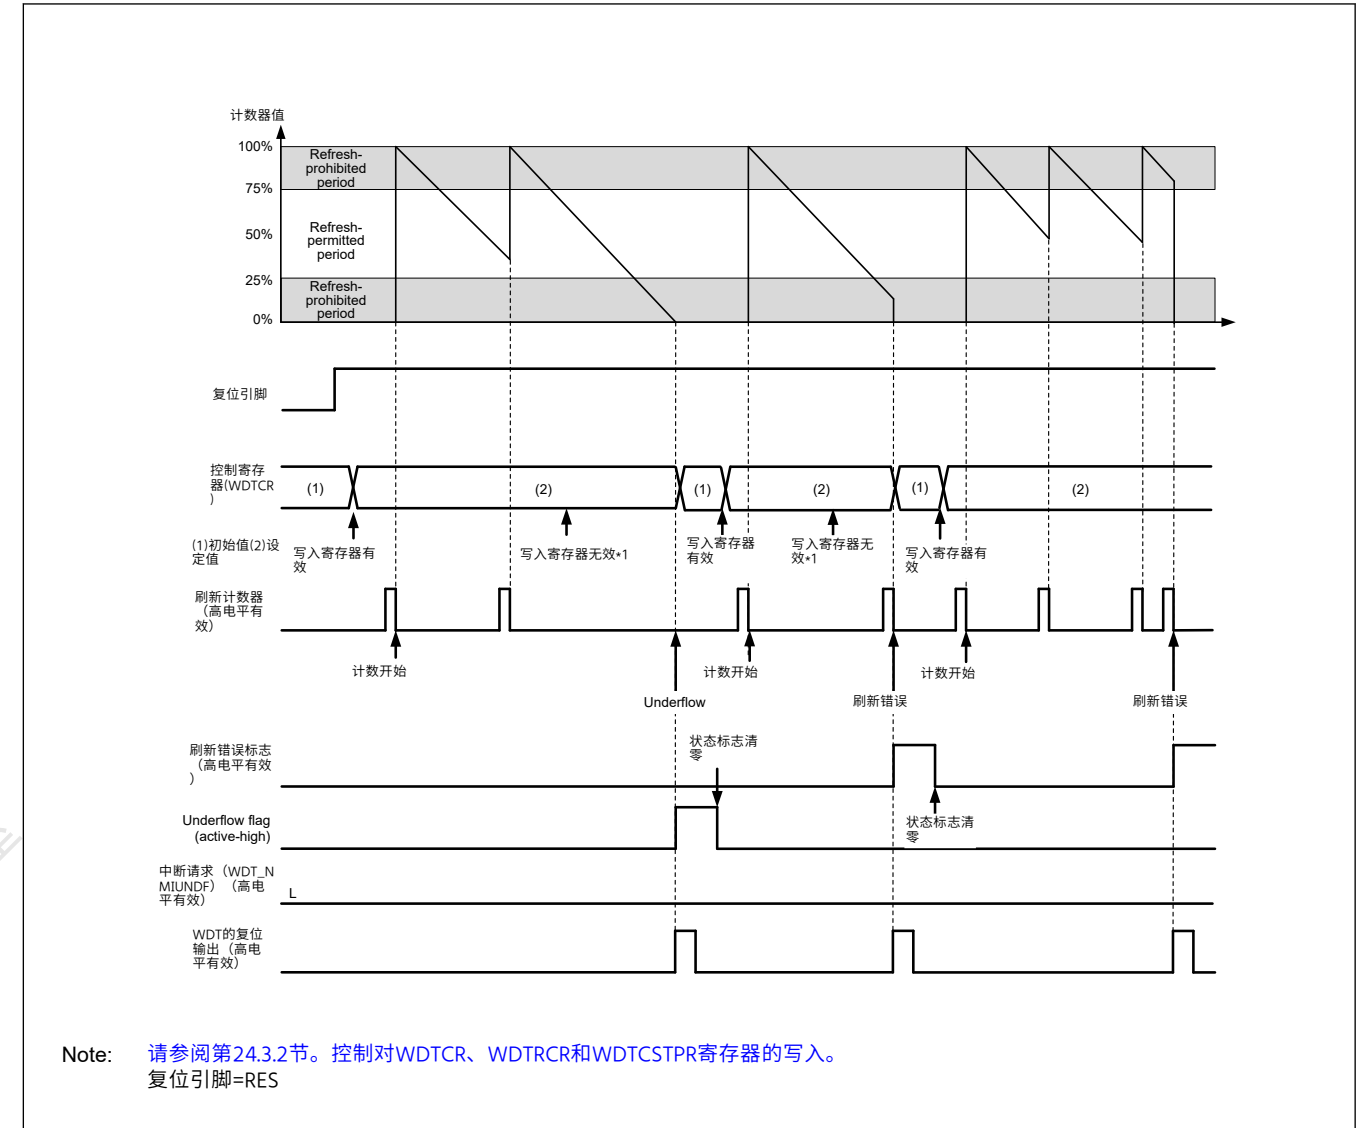 计数器值
100%
Refresh-
prohibited
period
75%
Refresh-
permitted
period
50%
25%
Refresh-
prohibited
period
0%
复位引脚
控制寄存
器(WDTCR
)
(1)
(2)
(1)
(2)
(1)
(2)
(1)初始值(2)设
定值
写入寄存器有
效
写入寄存器无效*1
写入寄存器
有效
写入寄存器无
效*1
写入寄存器有
效
刷新计数器
（高电平有
效）
计数开始
计数开始
计数开始
Underflow
刷新错误
刷新错误
状态标志清
零
刷新错误标志
（高电平有效
）
Underflow flag
(active-high)
状态标志清
零
中断请求（WDT_N
MIUNDF）（高电
平有效）
L
WDT的复位
输出（高电
平有效）
Note: 请参阅第24.3.2节。控制对WDTCR、WDTRCR和WDTCSTPR寄存器的写入。
复位引脚=RES